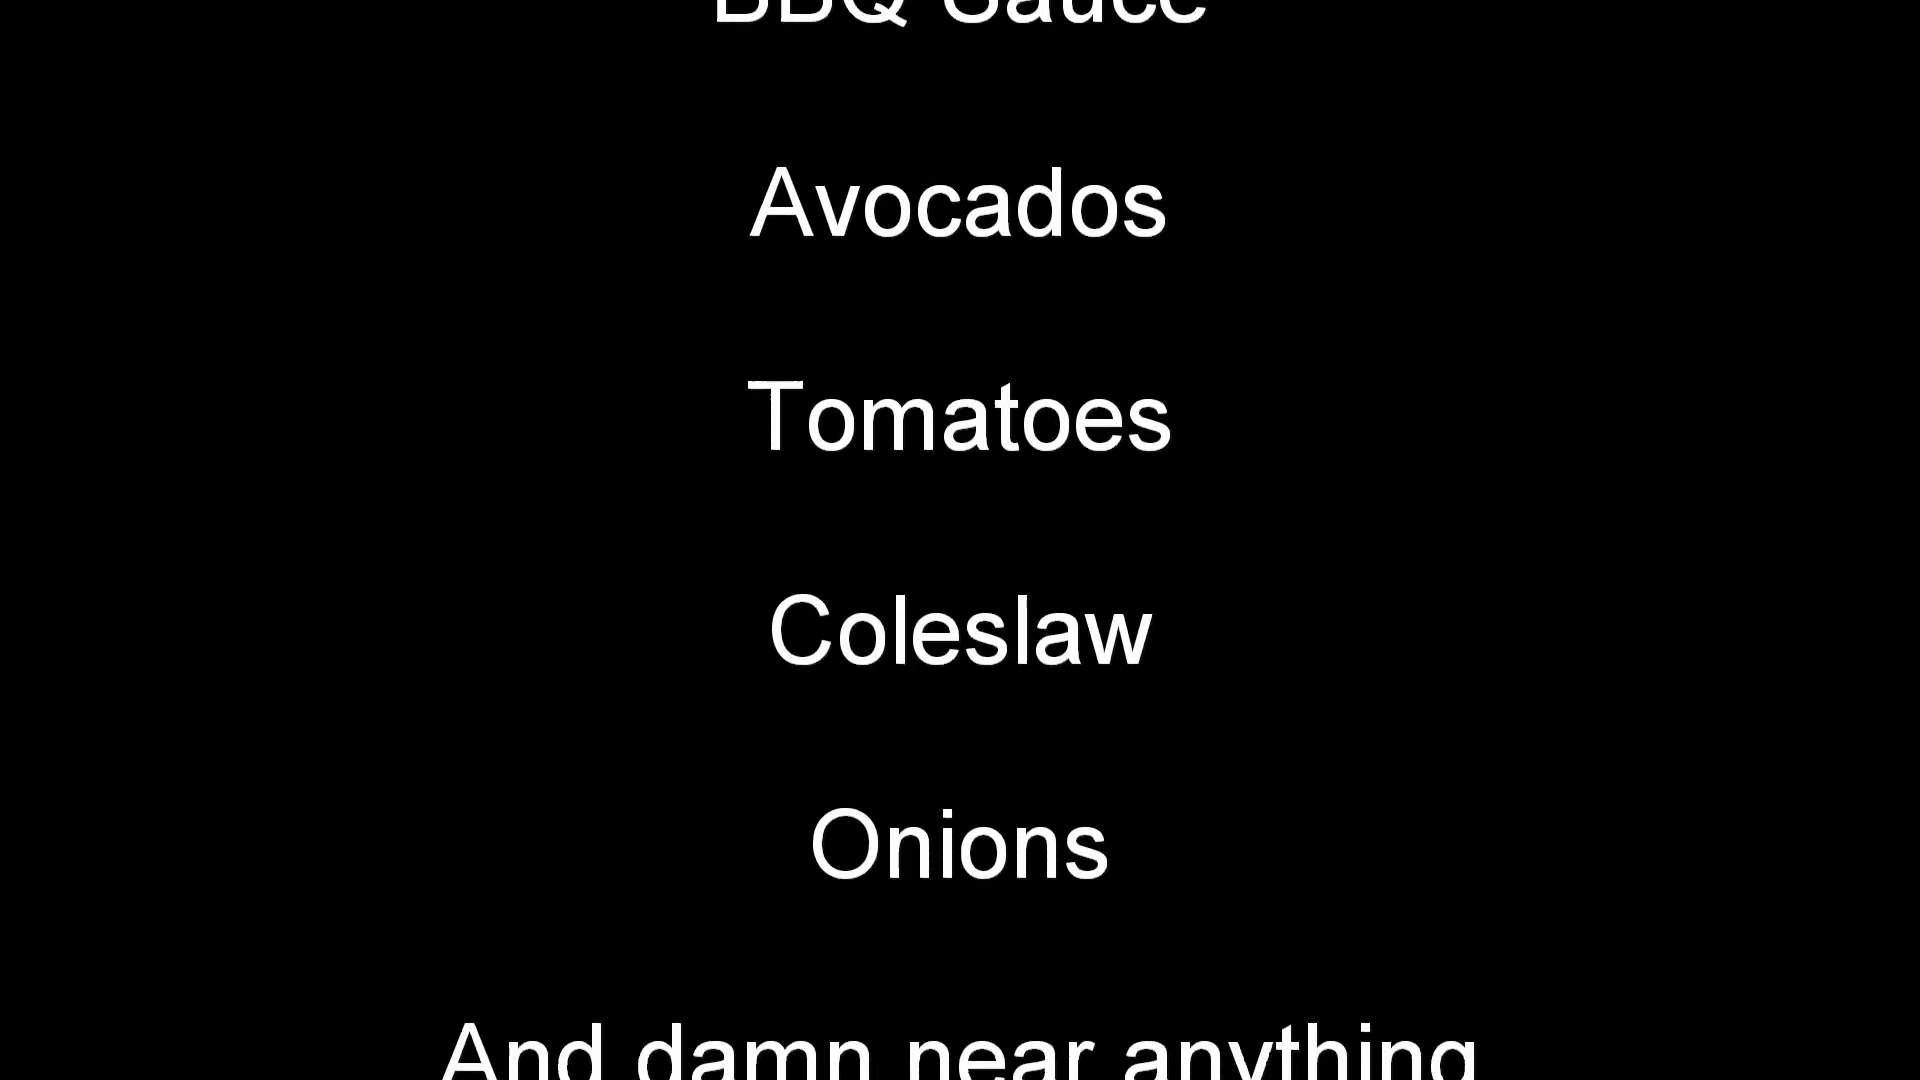 BBQ Sauce
Avocados
Tomatoes
Coleslaw
Onions
And damn near anything